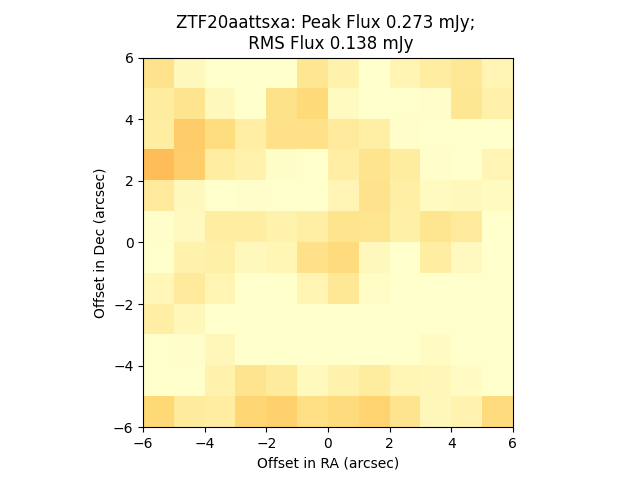 ZTF20aattsxa: Peak Flux 0.273 mJy;
RMS Flux 0.138 mJy
6
4
2
0
−2
−4
−6
Offset in Dec (arcsec)
−6 −4 −2 0 2 4 6
Offset in RA (arcsec)